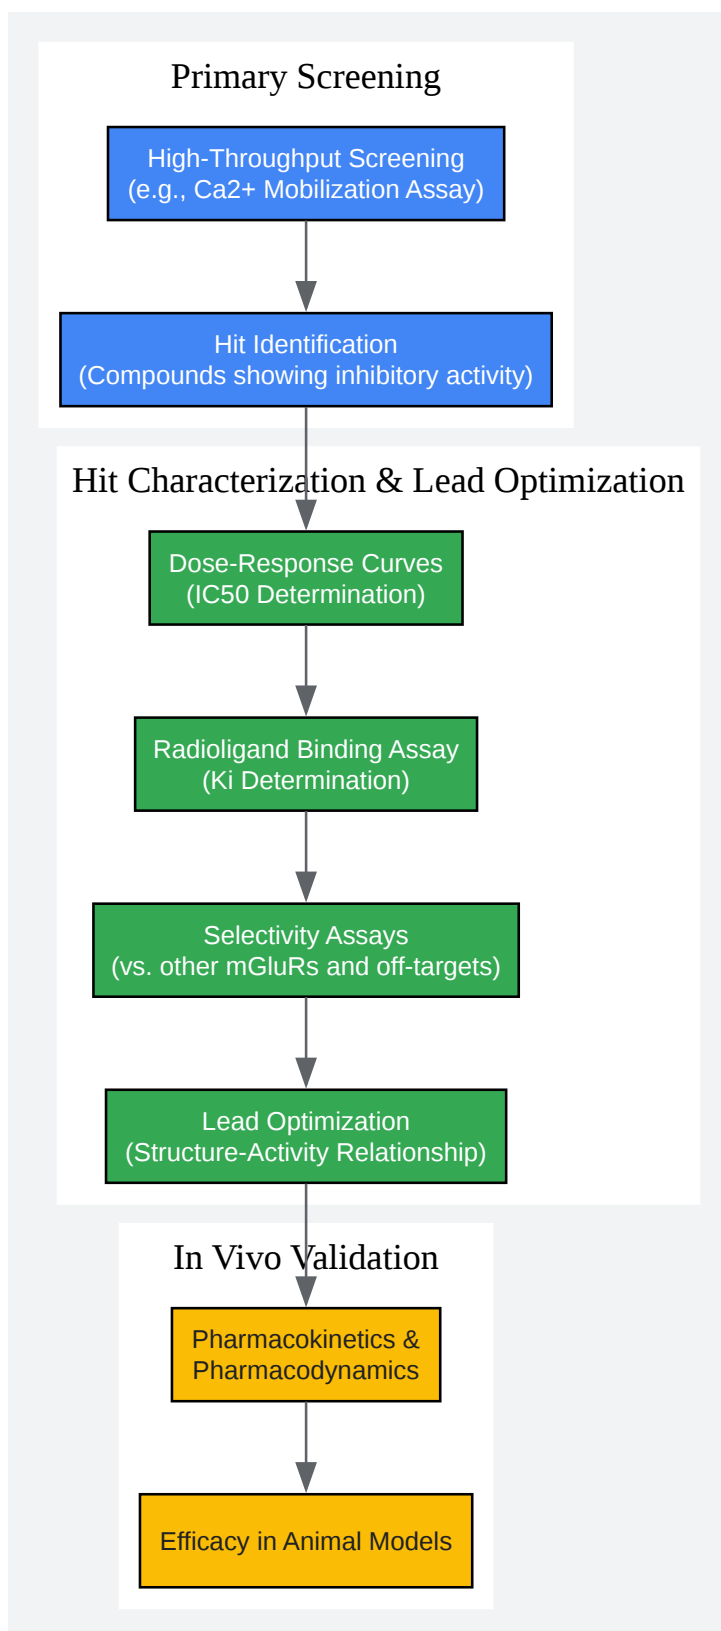 Primary Screening
High-Throughput Screening
(e.g., Ca2+ Mobilization Assay)
Hit Identification
(Compounds showing inhibitory activity)
Hit Characterization & Lead Optimization
Dose-Response Curves
(IC50 Determination)
Radioligand Binding Assay
(Ki Determination)
Selectivity Assays
(vs. other mGluRs and off-targets)
Lead Optimization
(Structure-Activity Relationship)
In Vivo Validation
Pharmacokinetics &
Pharmacodynamics
Efficacy in Animal Models